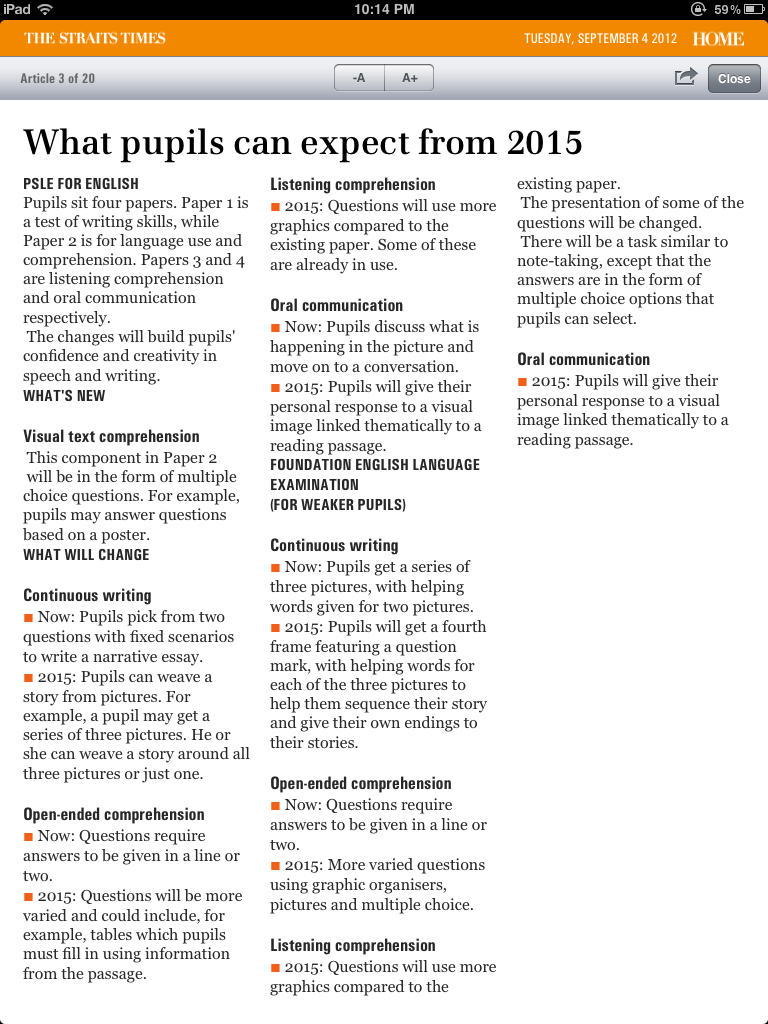 iPad 10:14 PM 59%
THE STRAITS TIMES TUESDAY, SEPTEMBER 4 2012 HOME
Article 3 of 20 -A A+ Close
What pupils can expect from 2015
PSLE FOR ENGLISH
Pupils sit four papers. Paper 1 is
a test of writing skills, while
Paper 2 is for language use and
comprehension. Papers 3 and 4
are listening comprehension
and oral communication
respectively.
The changes will build pupils'
confidence and creativity in
speech and writing.
WHAT'S NEW
Visual text comprehension
This component in Paper 2
will be in the form of multiple
choice questions. For example,
pupils may answer questions
based on a poster.
WHAT WILL CHANGE
Continuous writing
■ Now: Pupils pick from two
questions with fixed scenarios
to write a narrative essay.
■ 2015: Pupils can weave a
story from pictures. For
example, a pupil may get a
series of three pictures. He or
she can weave a story around all
three pictures or just one.
Open-ended comprehension
■ Now: Questions require
answers to be given in a line or
two.
■ 2015: Questions will be more
varied and could include, for
example, tables which pupils
must fill in using information
from the passage.
Listening comprehension
■ 2015: Questions will use more
graphics compared to the
existing paper. Some of these
are already in use.
Oral communication
■ Now: Pupils discuss what is
happening in the picture and
move on to a conversation.
■ 2015: Pupils will give their
personal response to a visual
image linked thematically to a
reading passage.
FOUNDATION ENGLISH LANGUAGE
EXAMINATION
(FOR WEAKER PUPILS)
Continuous writing
■ Now: Pupils get a series of
three pictures, with helping
words given for two pictures.
■ 2015: Pupils will get a fourth
frame featuring a question
mark, with helping words for
each of the three pictures to
help them sequence their story
and give their own endings to
their stories.
Open-ended comprehension
■ Now: Questions require
answers to be given in a line or
two.
■ 2015: More varied questions
using graphic organisers,
pictures and multiple choice.
Listening comprehension
■ 2015: Questions will use more
graphics compared to the
existing paper.
The presentation of some of the
questions will be changed.
There will be a task similar to
note-taking, except that the
answers are in the form of
multiple choice options that
pupils can select.
Oral communication
■ 2015: Pupils will give their
personal response to a visual
image linked thematically to a
reading passage.